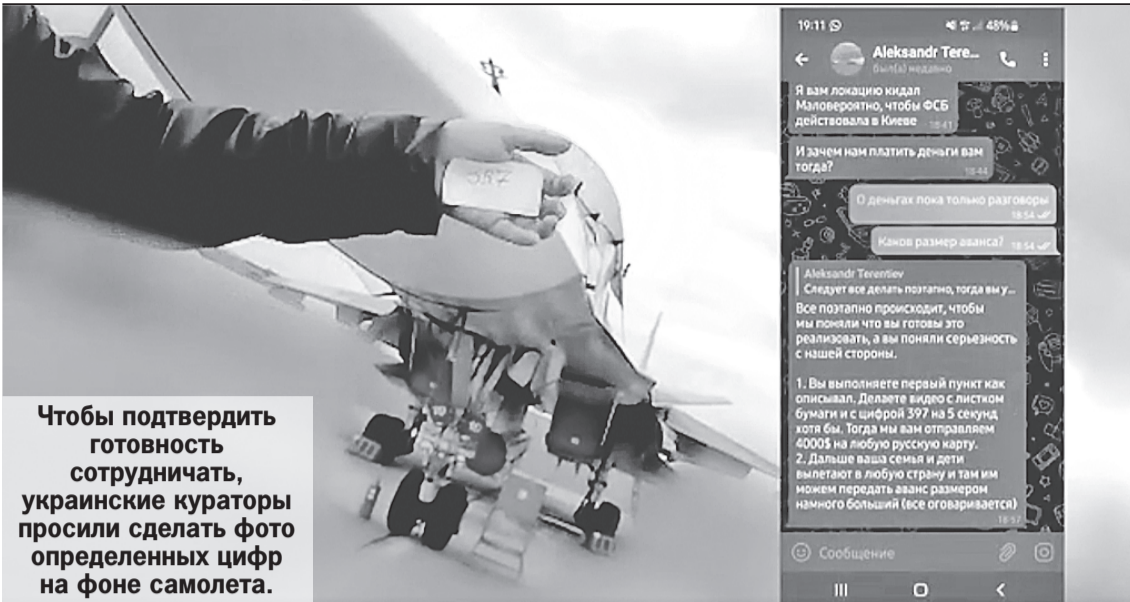 397
Чтобы подтвердить
готовность
сотрудничать,
украинские кураторы
просили сделать фото
определенных цифр
на фоне самолета.
19:11
48%
Aleksandr Tere...
был(а) недавно
Я вам локацию кидал
Маловероятно, чтобы ФСБ
действовала в Киеве
18:41
И зачем нам платить деньги вам
тогда?
18:44
О деньгах пока только разговоры
18:54
Каков размер аванса?
18:54
Aleksandr Terentiev
Следует все делать поэтапно, тогда вы у...
Все поэтапно происходит, чтобы
мы поняли что вы готовы это
реализовать, а вы поняли серьезность
с нашей стороны.
1. Вы выполняете первый пункт как
описывал. Делаете видео с листком
бумаги и с цифрой 397 на 5 секунд
хотя бы. Тогда мы вам отправляем
4000$ на любую русскую карту.
2. Дальше ваша семья и дети
вылетают в любую страну и там им
можем передать аванс размером
намного больший (все оговаривается)
18:57
Сообщение